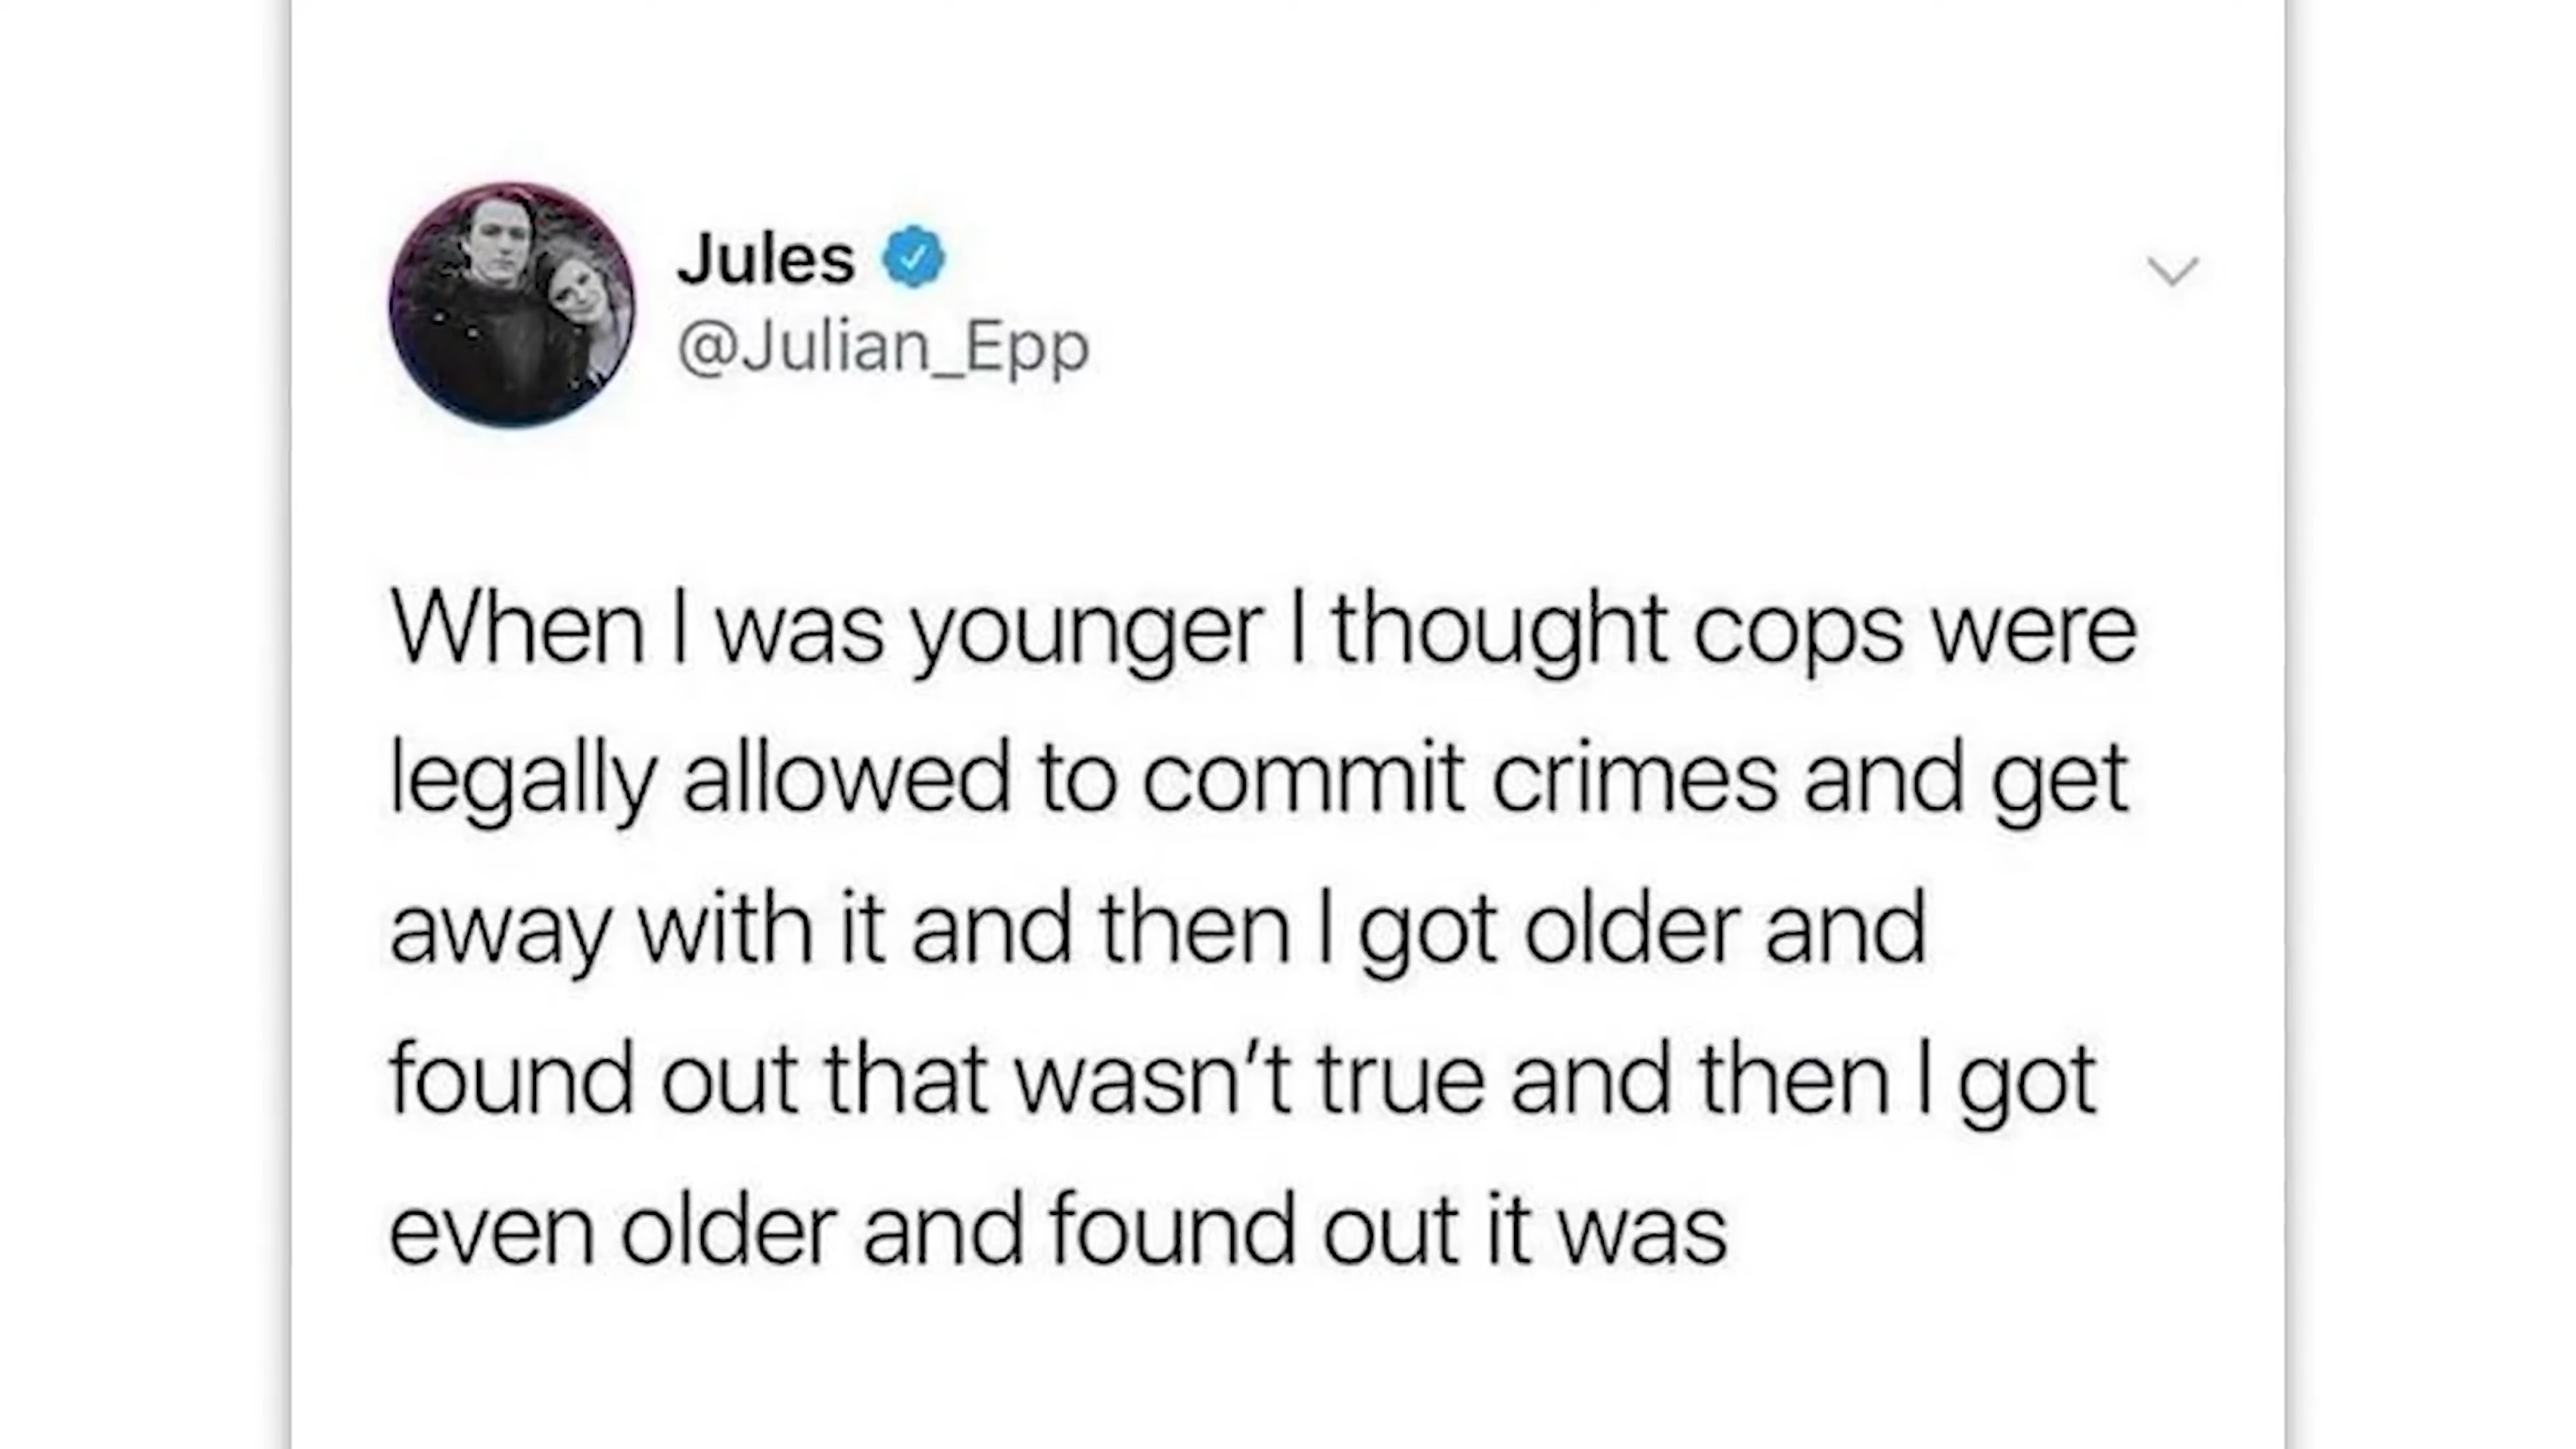 Jules
@Julian_Epp
When I was younger I thought cops were
legally allowed to commit crimes and get
away with it and then I got older and
found out that wasn’t true and then I got
even older and found out it was